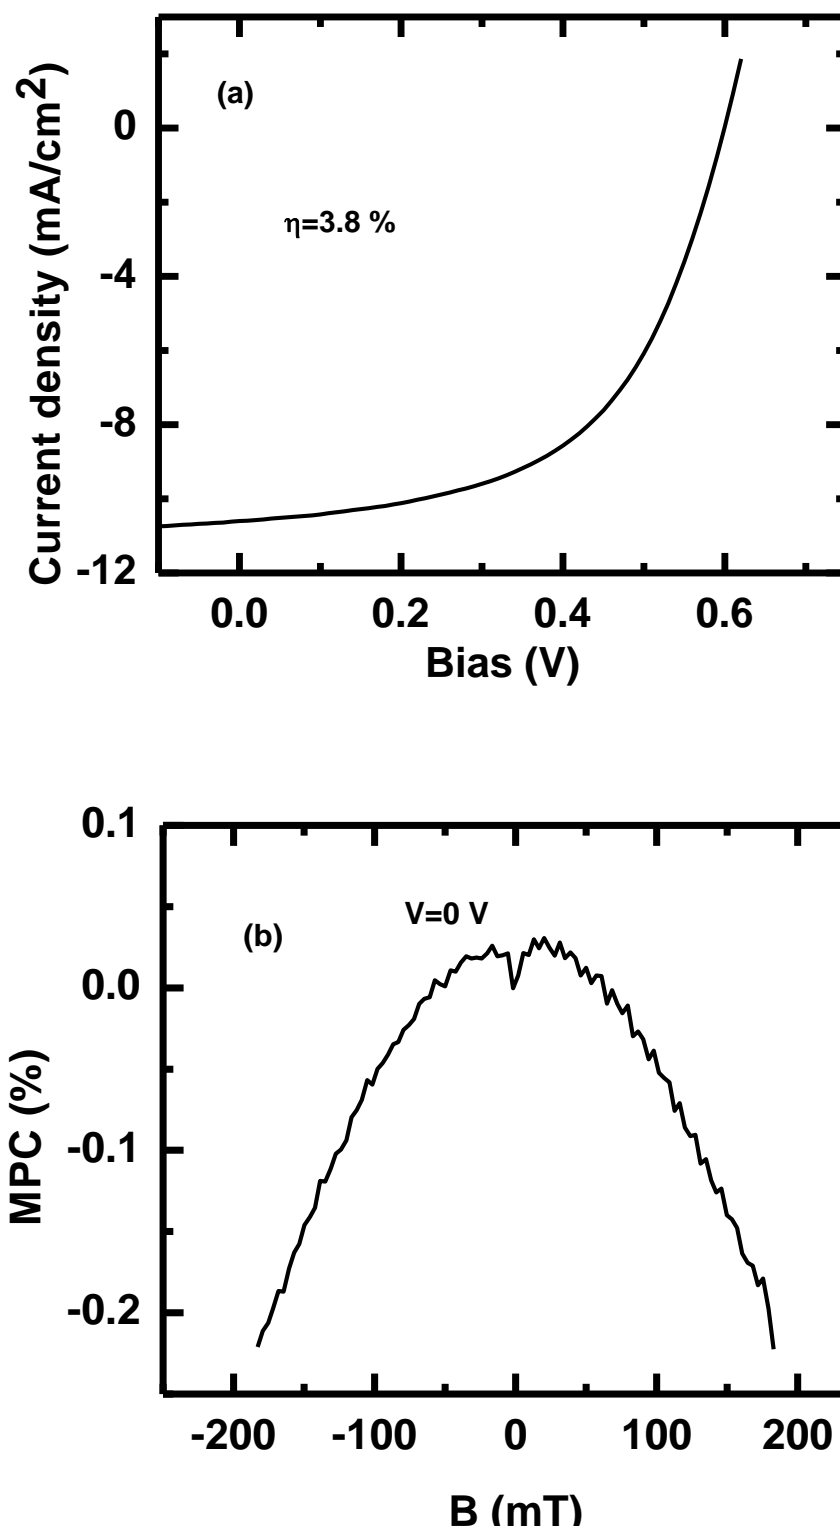 (a)
η=3.8 %
Current density (mA/cm²)
0
-4
-8
-12
0.0 0.2 0.4 0.6
Bias (V)
0.1
V=0 V
(b)
0.0
MPC (%)
-0.1
-0.2
-200 -100 0 100 200
B (mT)